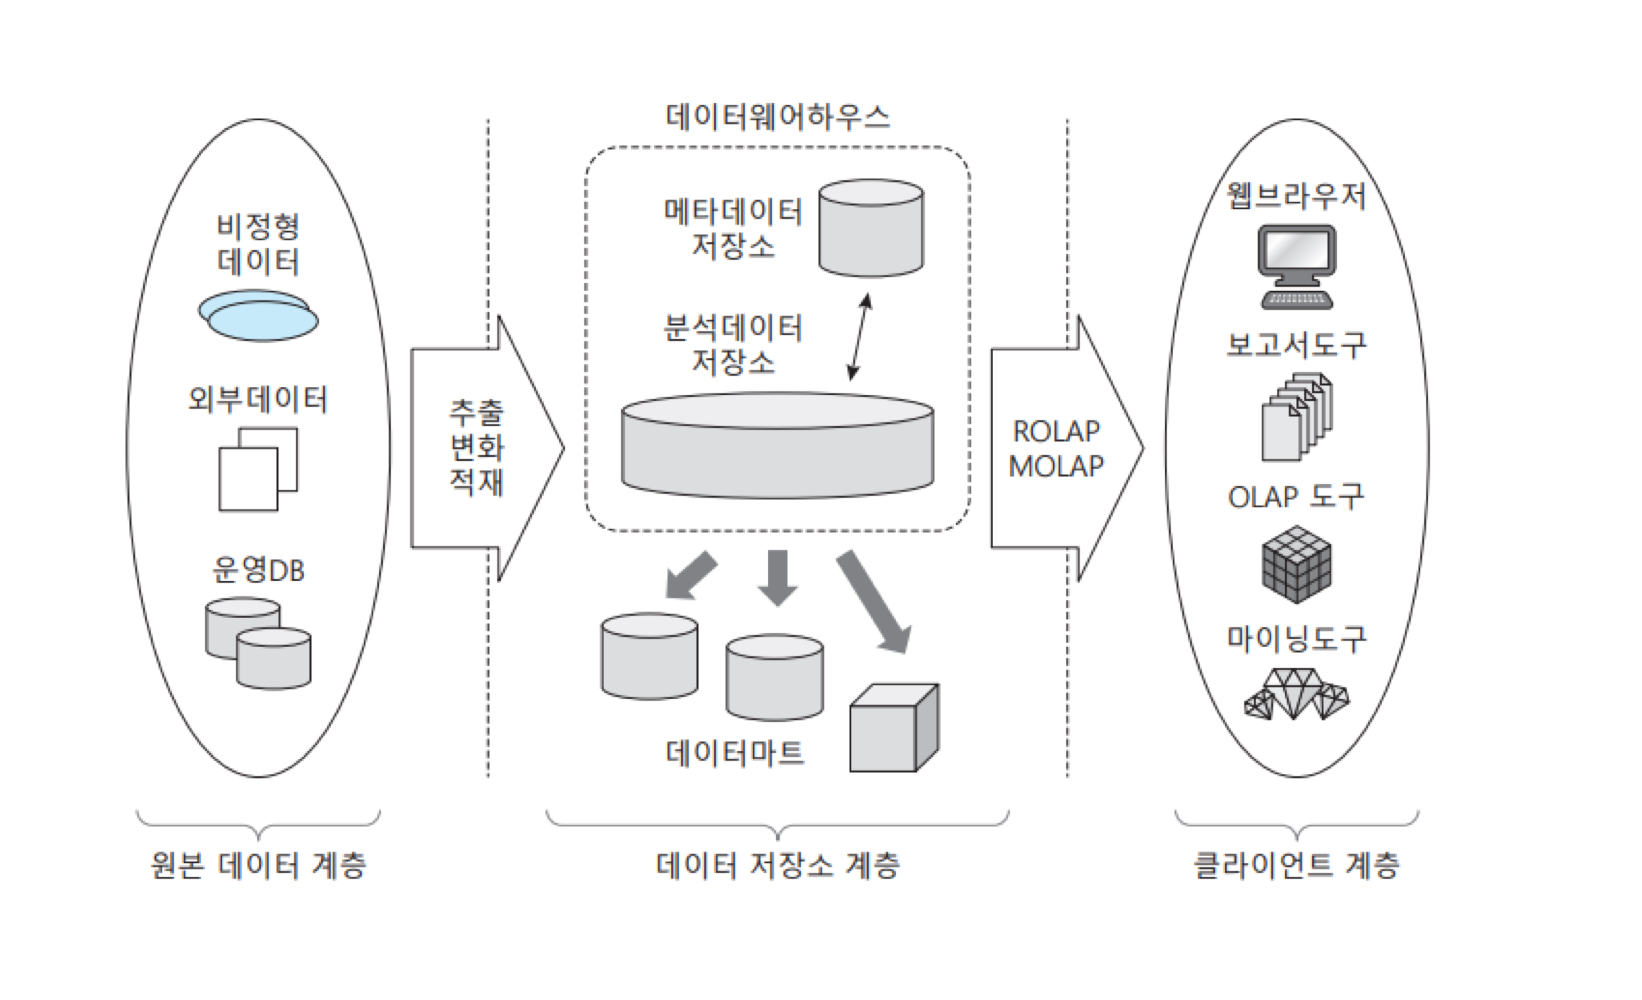 데이터웨어하우스
비정형
데이터
외부데이터
운영DB
추출
변화
적재
메타데이터
저장소
분석데이터
저장소
데이터마트
ROLAP
MOLAP
웹브라우저
보고서도구
OLAP 도구
마이닝도구
원본 데이터 계층
데이터 저장소 계층
클라이언트 계층